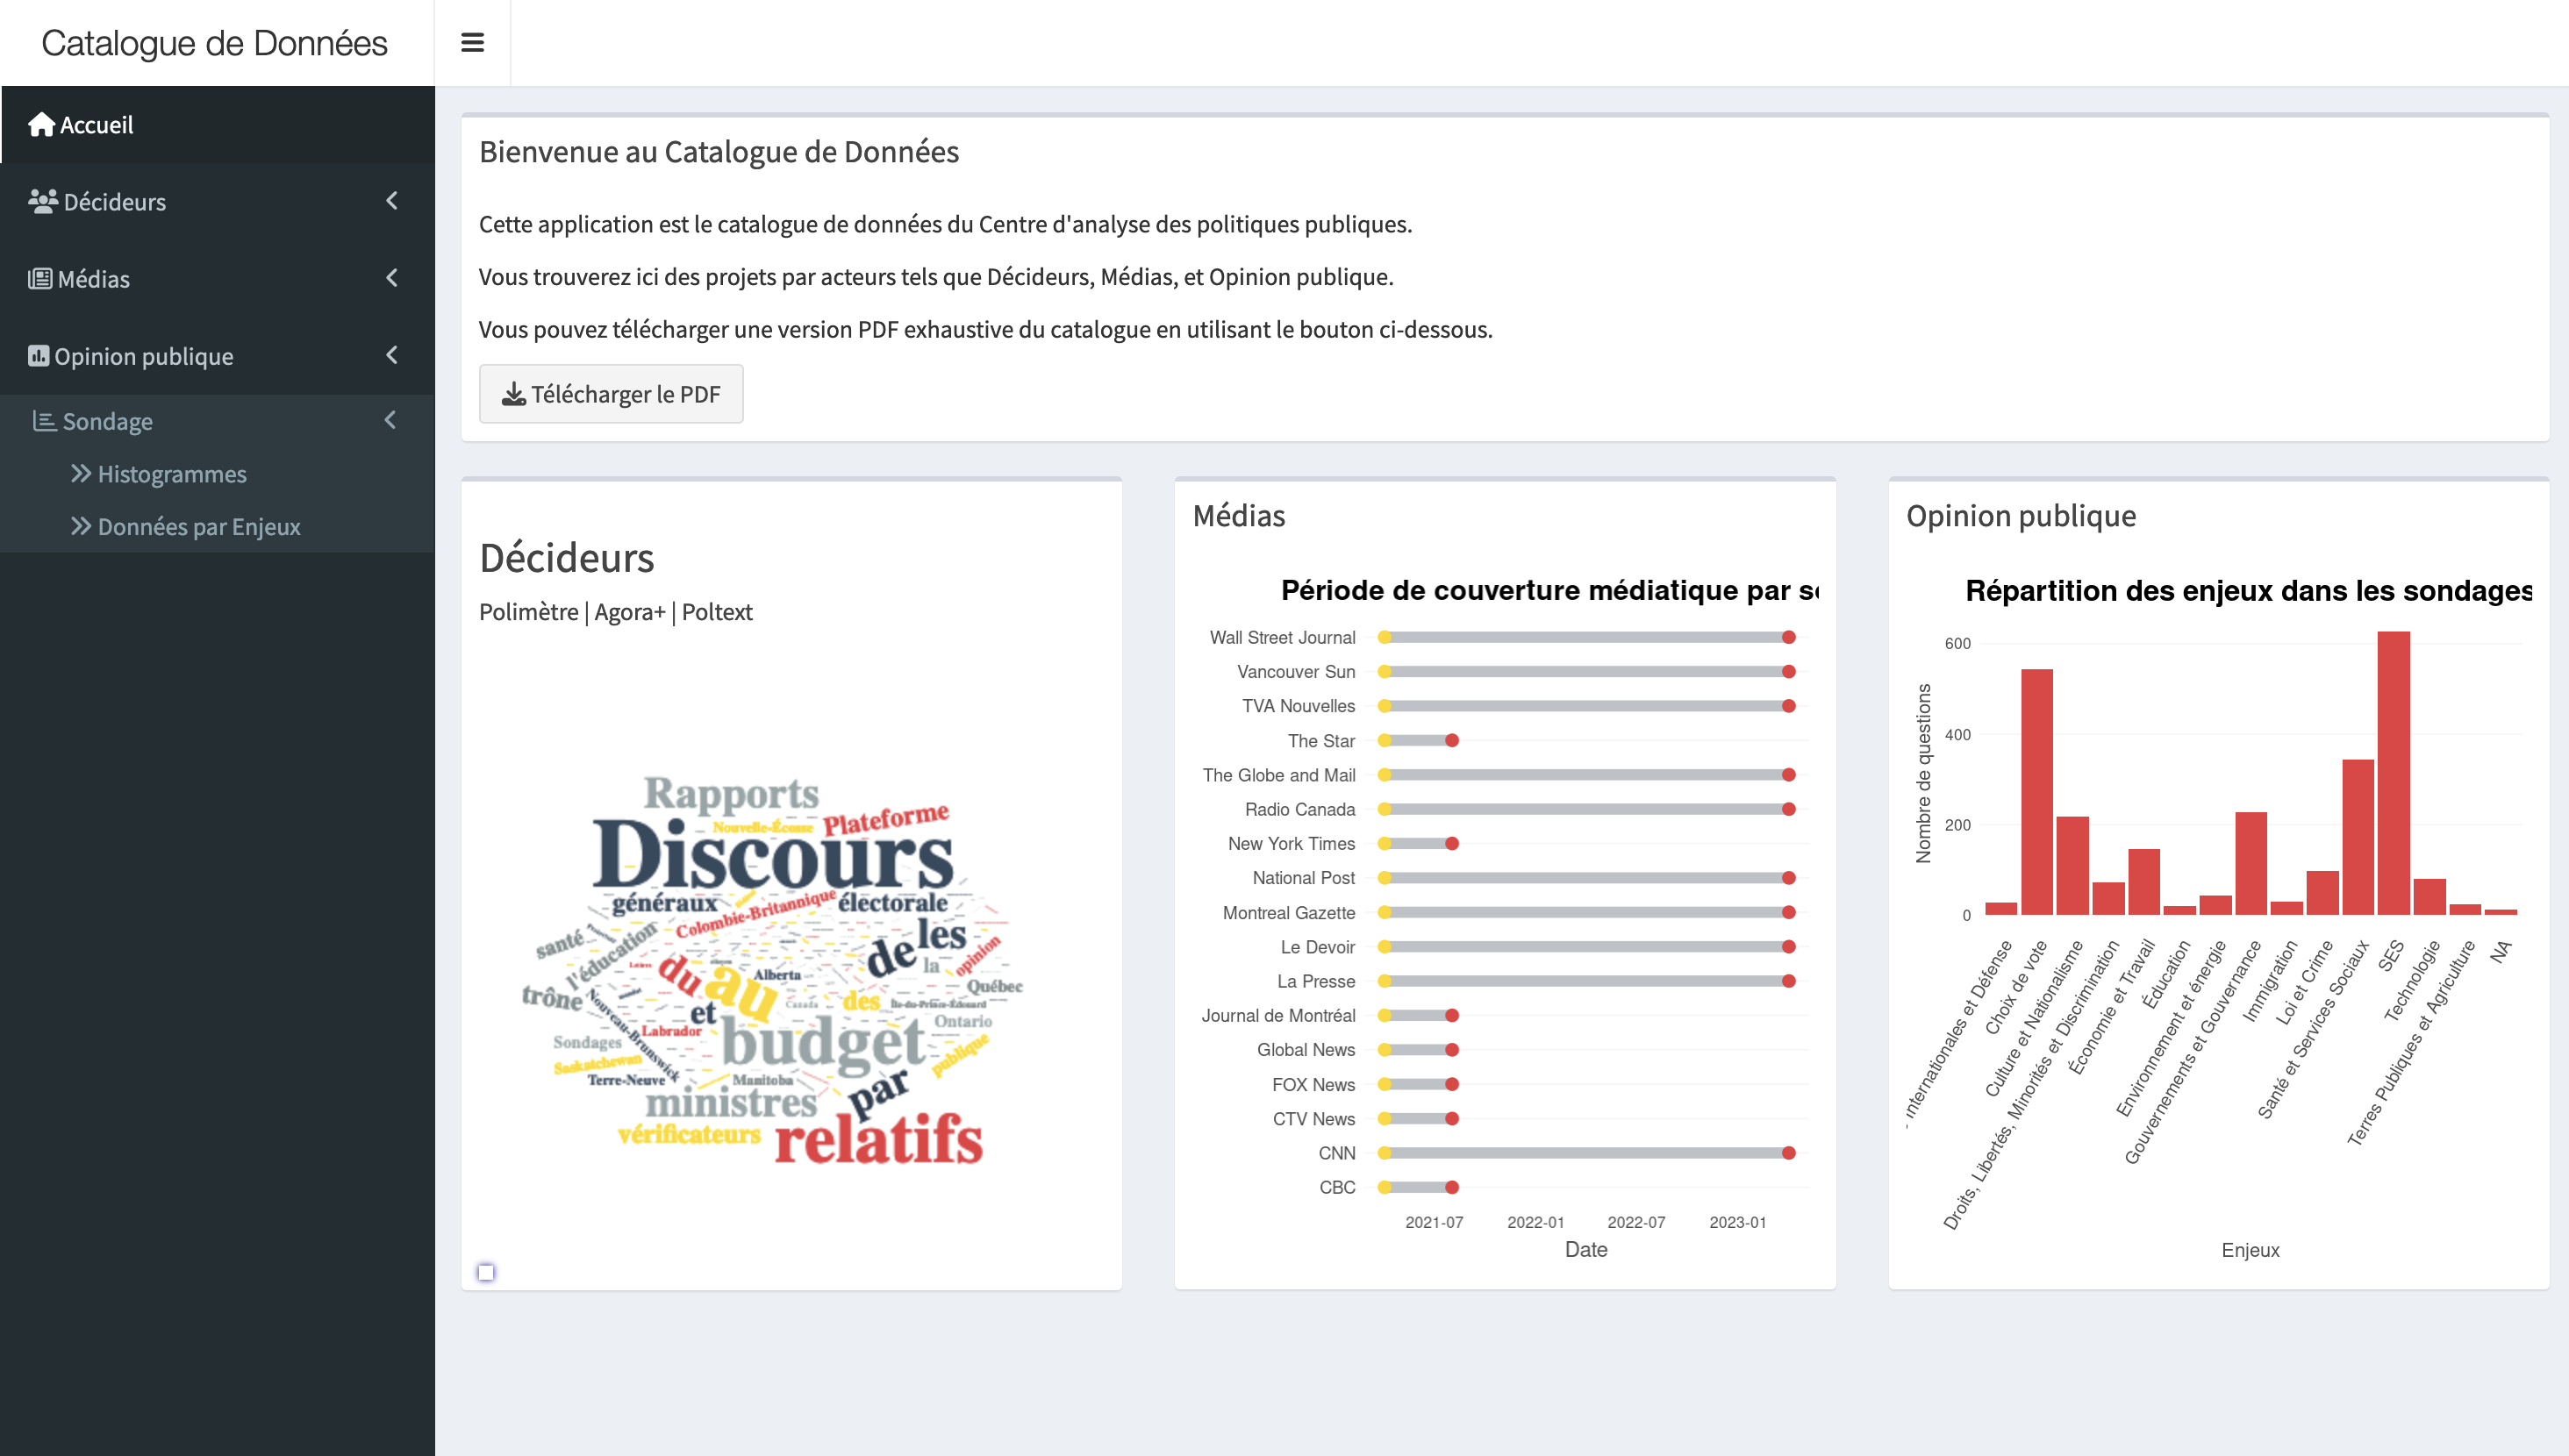 Catalogue de Données
Accueil
Décideurs
Médias
Opinion publique
Sondage
Histogrammes
Données par Enjeux
Bienvenue au Catalogue de Données
Cette application est le catalogue de données du Centre d'analyse des politiques publiques.
Vous trouverez ici des projets par acteurs tels que Décideurs, Médias, et Opinion publique.
Vous pouvez télécharger une version PDF exhaustive du catalogue en utilisant le bouton ci-dessous.
Télécharger le PDF
Décideurs
Polimètre | Agora+ | Poltext
Rapports
Nouvelle-Écosse
Plateforme
Discours
généraux
Colombie-Britannique
électorale
santé
l'éducation
de
les
la
opinion
du
au
Alberta
trône
Nouveau-Brunswick
et
Canada
des
Île-du-Prince-Édouard
Québec
Labrador
budget
Ontario
Sondages
Saskatchewan
publique
Terre-Neuve
Manitoba
par
ministres
vérificateurs
relatifs
Médias
Période de couverture médiatique par
Wall Street Journal
Vancouver Sun
TVA Nouvelles
The Star
The Globe and Mail
Radio Canada
New York Times
National Post
Montreal Gazette
Le Devoir
La Presse
Journal de Montréal
Global News
FOX News
CTV News
CNN
CBC
2021-07 2022-01 2022-07 2023-01
Date
Opinion publique
Répartition des enjeux dans les sondages
Nombre de questions
600
400
200
0
Internationales et Défense
Choix de vote
Culture et Nationalisme
Droits, Libertés, Minorités et Discrimination
Économie et Travail
Éducation
Environnement et énergie
Gouvernements et Gouvernance
Immigration
Loi et Crime
Santé et Services Sociaux
SES
Technologie
Terres Publiques et Agriculture
NA
Enjeux